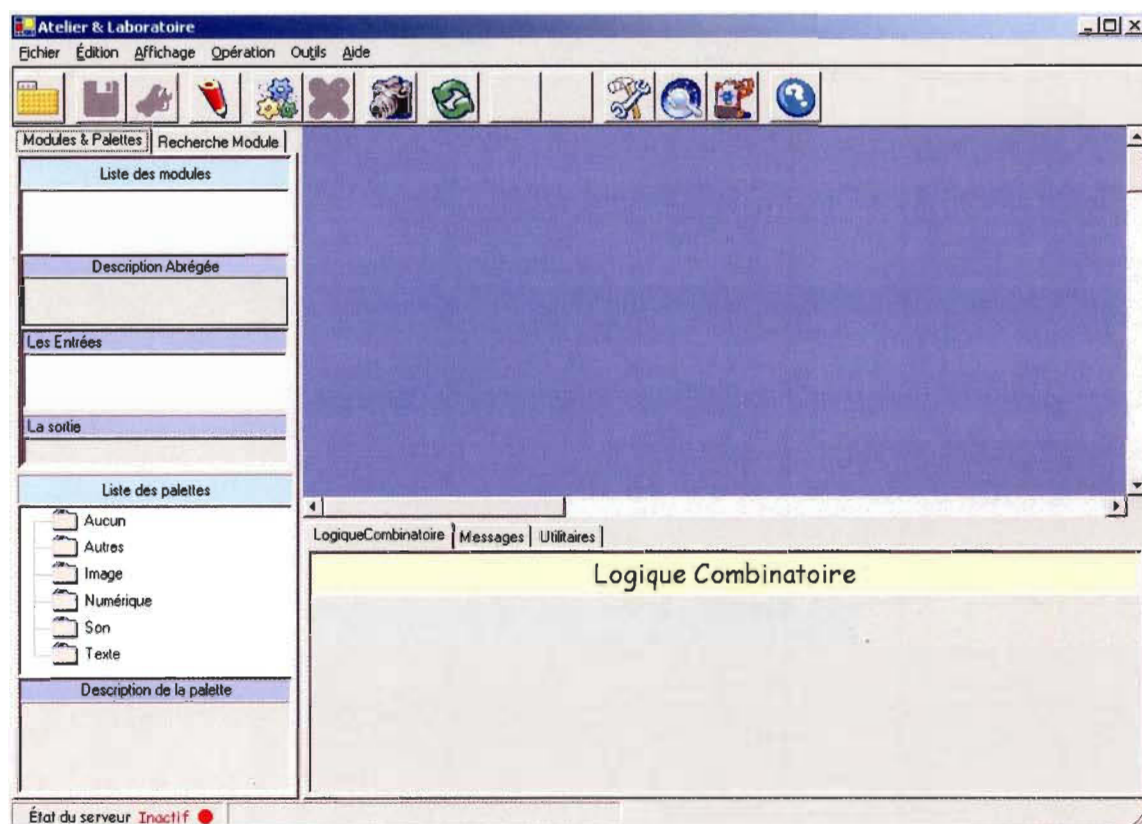 Atelier & Laboratoire
Fichier Édition Affichage Opération Outils Aide
Modules & Palettes Recherche Module
Liste des modules
Description Abrégée
Les Entrées
La sortie
Liste des palettes
Aucun
Autres
Image
Numérique
Son
Texte
Description de la palette
LogiqueCombinatoire Messages Utilitaires
Logique Combinatoire
État du serveur Inactif